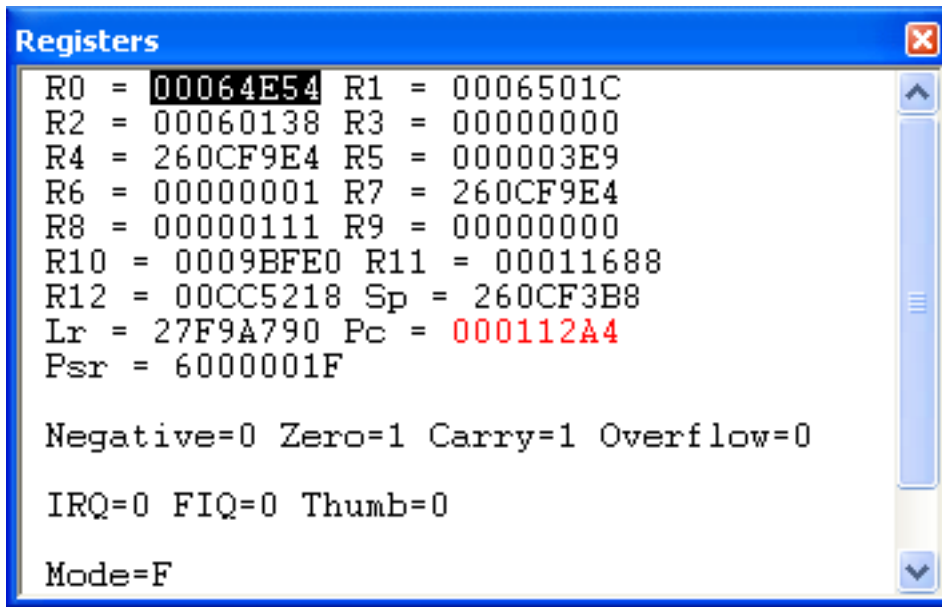 Registers
R0 = 00064E54 R1 = 0006501C
R2 = 00060138 R3 = 00000000
R4 = 260CF9E4 R5 = 000003E9
R6 = 00000001 R7 = 260CF9E4
R8 = 00000111 R9 = 00000000
R10 = 0009BFE0 R11 = 00011688
R12 = 00CC5218 Sp = 260CF3B8
Lr = 27F9A790 Pc = 000112A4
Psr = 6000001F
Negative=0 Zero=1 Carry=1 Overflow=0
IRQ=0 FIQ=0 Thumb=0
Mode=F